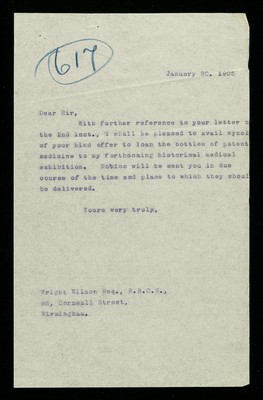 617
January 20. 1905
Dear Sir,
With further reference to your letter of
the 2nd inst., I shall be pleased to avail myself
of your kind offer to loan the bottles of patent
medicine to my forthcoming historical medical
exhibition. Notice will be sent you in due
course of the time and place to which they should
be delivered.
Yours very truly,
Wright Wilson Esq.,
Cornwall Street,
Birmingham.